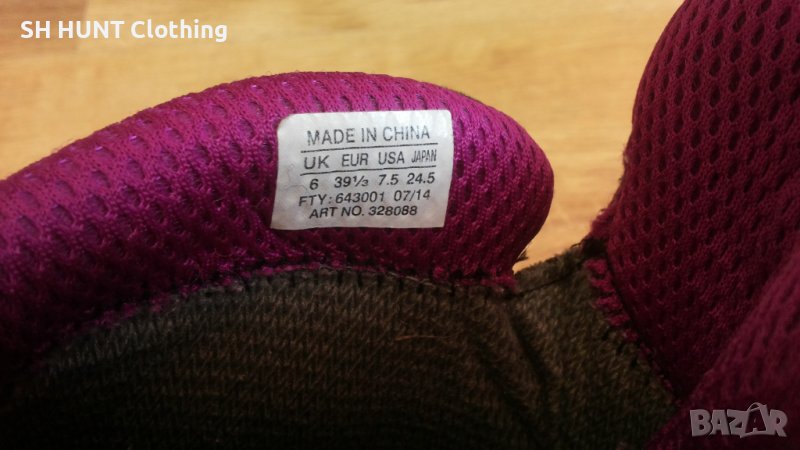 SH HUNT Clothing
MADE IN CHINA
UK EUR USA JAPAN
6 39⅓ 7.5 24.5
FTY: 643001 07/14
ART NO. 328088
BAZAR